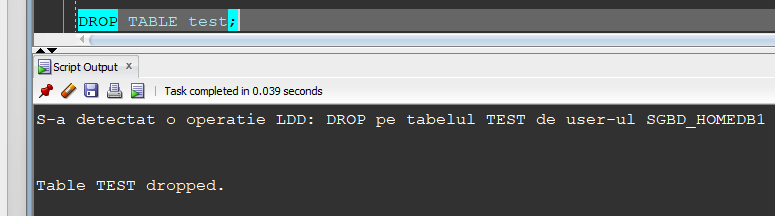 DROP TABLE test;
Script Output x
Task completed in 0.039 seconds
S-a detectat o operatie LDD: DROP pe tabelul TEST de user-ul SGBD_HOMEDB1
Table TEST dropped.